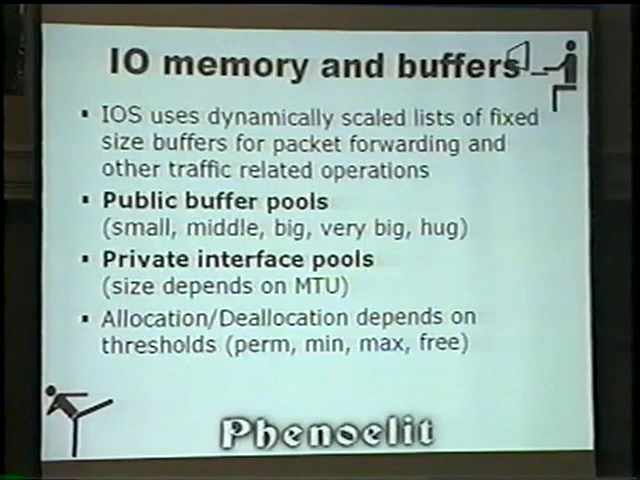 IO memory and buffers
▪ IOS uses dynamically scaled lists of fixed
size buffers for packet forwarding and
other traffic related operations
▪ Public buffer pools
(small, middle, big, very big, hug)
▪ Private interface pools
(size depends on MTU)
▪ Allocation/Deallocation depends on
thresholds (perm, min, max, free)
Phenoelit